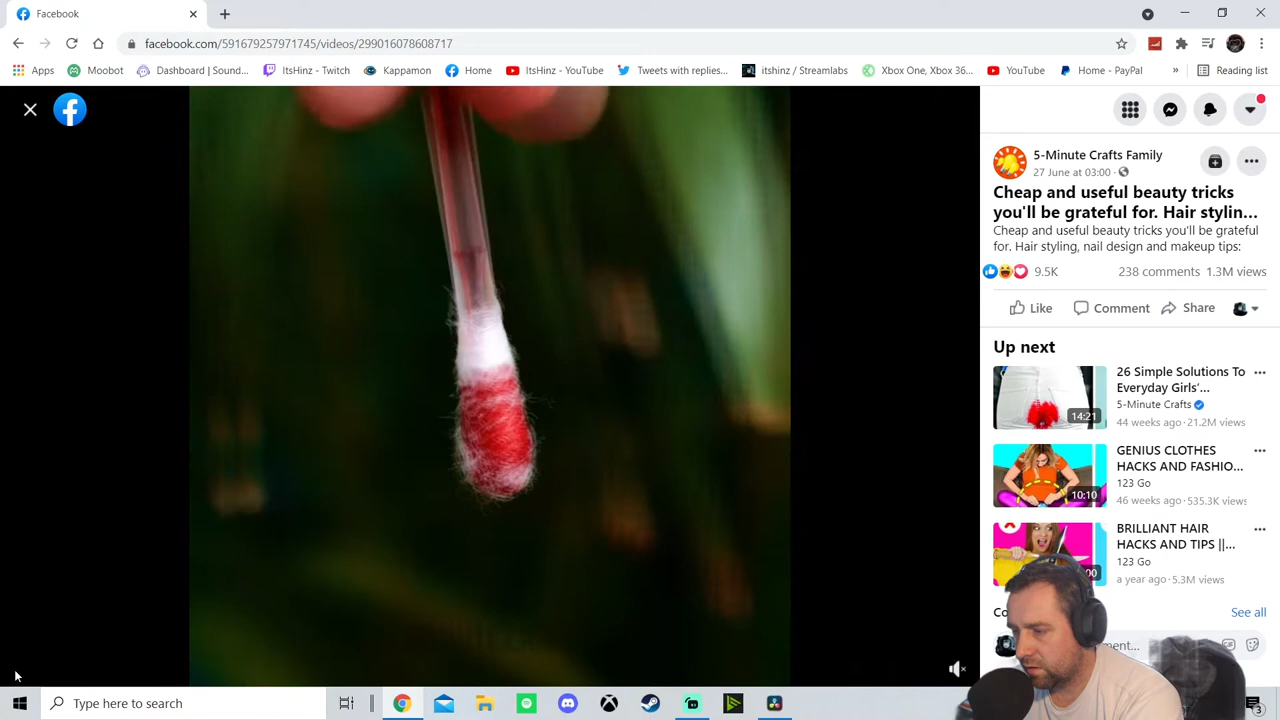 Facebook
facebook.com/591679257971745/videos/299016078608717
Apps
Moobot
Dashboard | Sound...
ItsHinz - Twitch
Kappamon
Home
ItsHinz - YouTube
Tweets with replie...
itshinz / Streamlabs
Xbox One, Xbox 36...
YouTube
Home - PayPal
»
Reading list
5-Minute Crafts Family
27 June at 03:00 ·
Cheap and useful beauty tricks
you'll be grateful for. Hair stylin...
Cheap and useful beauty tricks you'll be grateful
for. Hair styling, nail design and makeup tips:
9.5K
238 comments 1.3M views
Like
Comment
Share
Up next
26 Simple Solutions To
Everyday Girls'...
5-Minute Crafts
44 weeks ago · 21.2M views
14:21
GENIUS CLOTHES
HACKS AND FASHIO...
123 Go
46 weeks ago · 535.3K views
10:10
BRILLIANT HAIR
HACKS AND TIPS ||...
123 Go
a year ago · 5.3M views
See all
Type here to search
3